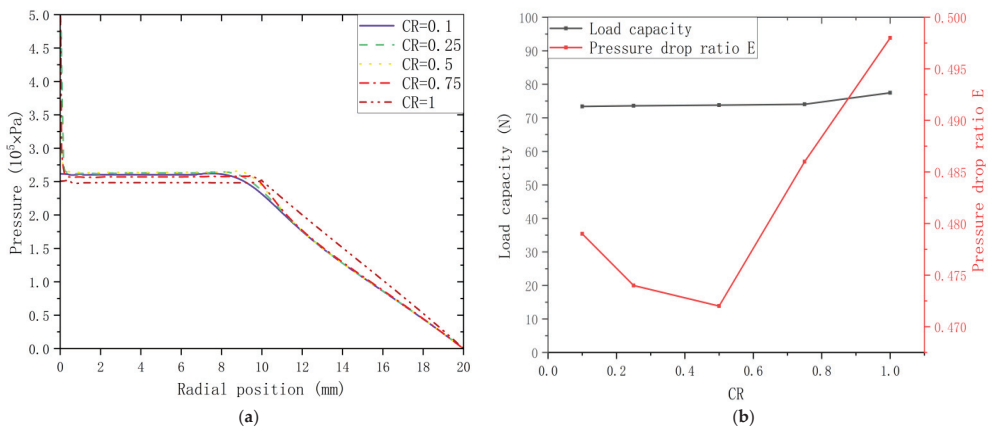 5.0
4.5
4.0
3.5
3.0
2.5
2.0
1.5
1.0
0.5
0.0
Pressure (10⁵×Pa)
CR=0.1
CR=0.25
CR=0.5
CR=0.75
CR=1
0 2 4 6 8 10 12 14 16 18 20
Radial position (mm)
(a)
100
90
80
70
60
50
40
30
20
10
0
Load capacity (N)
Load capacity
Pressure drop ratio E
0.500
0.495
0.490
0.485
0.480
0.475
0.470
Pressure drop ratio E
0.0 0.2 0.4 0.6 0.8 1.0
CR
(b)